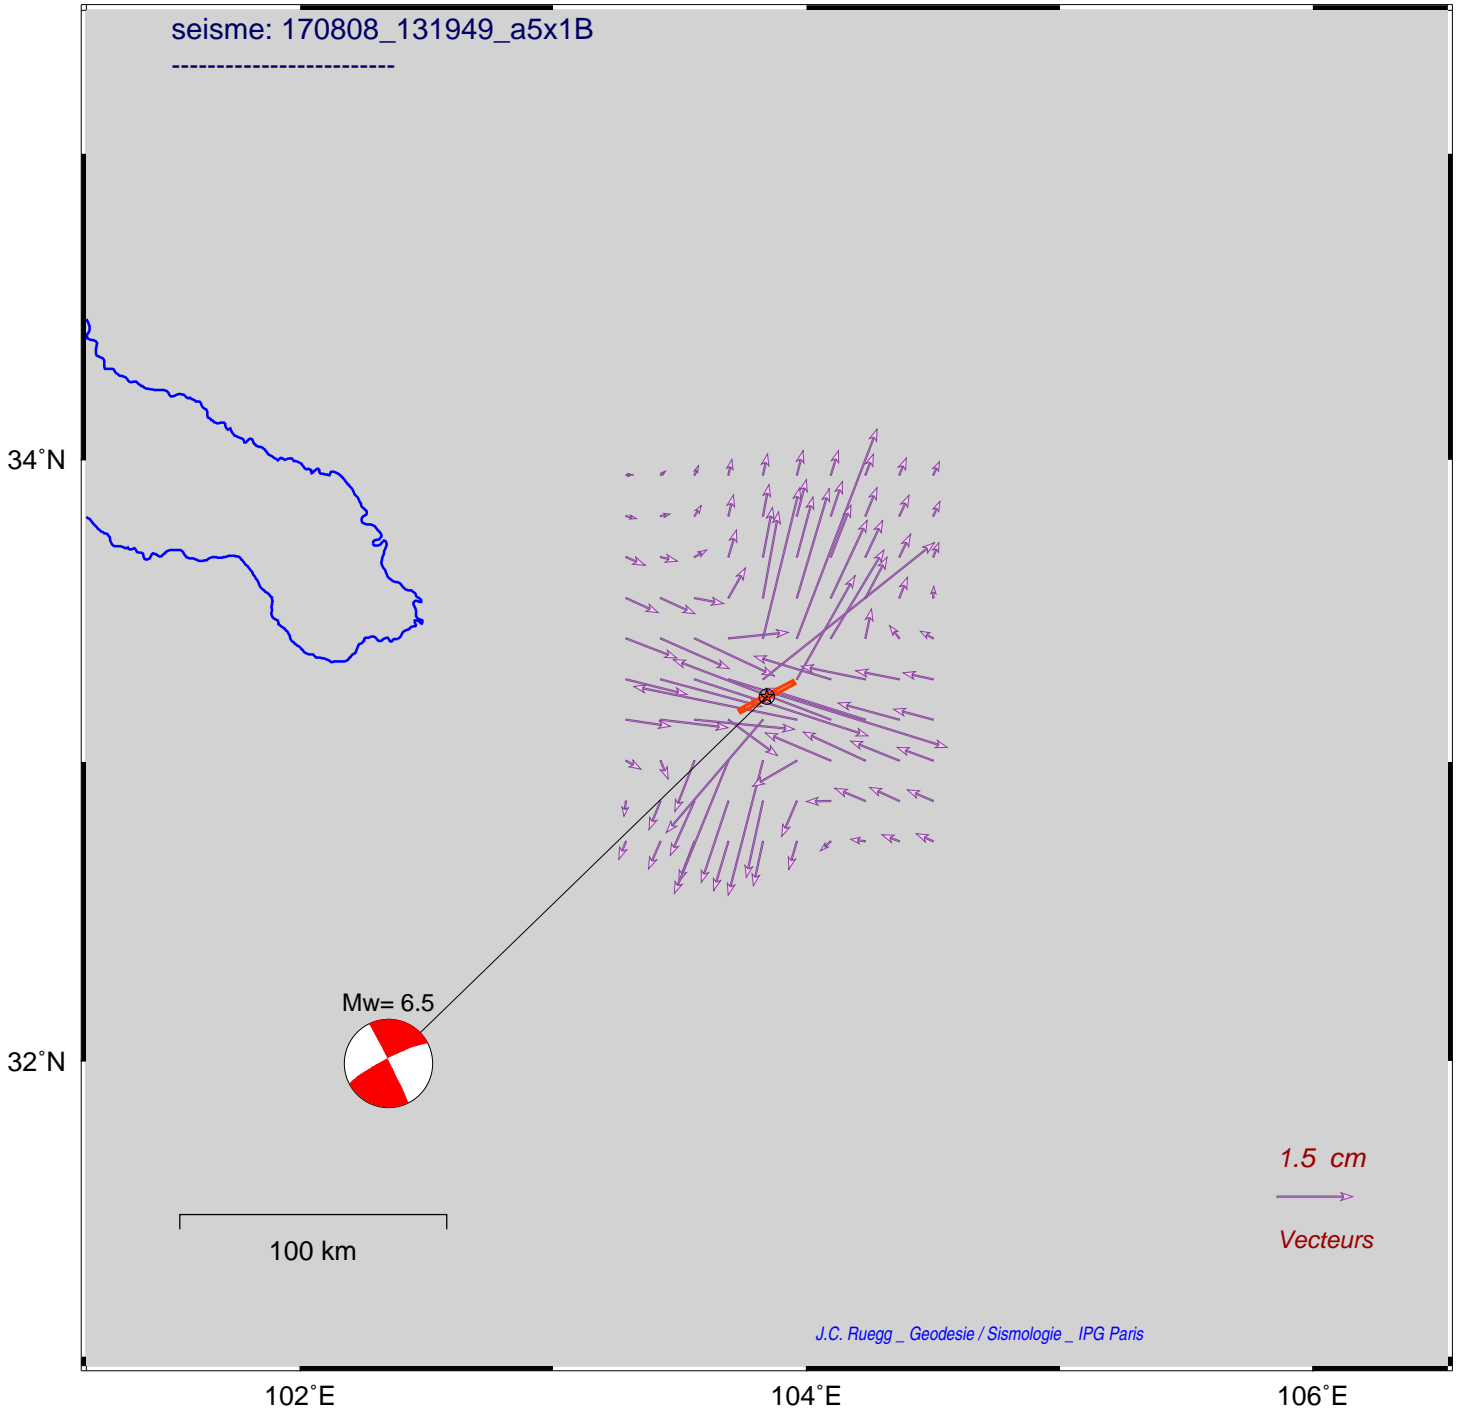 seisme: 170808_131949_a5x1B
-------------------------
34°N
Mw= 6.5
32°N
1.5 cm
100 km
Vecteurs
J.C. Ruegg _ Geodesie / Sismologie _ IPG Paris
102°E 104°E 106°E